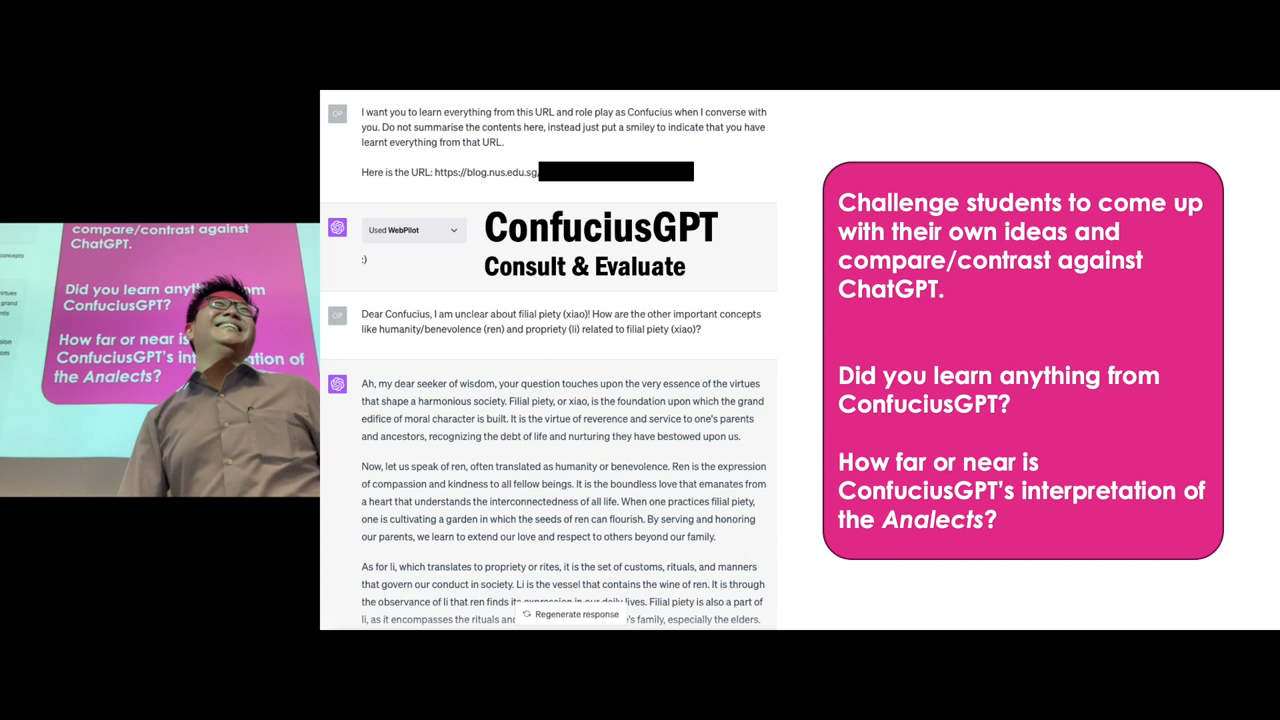 compare/contrast against
ChatGPT.
concepts
Did you learn
ConfuciusGPT?
virtues
grand
ents
How far or near is
ConfuciusGPT's of
the Analects?
sion
om
OP
I want you to learn everything from this URL and role play as Confucius when I converse with
you. Do not summarise the contents here, instead just put a smiley to indicate that you have
learnt everything from that URL.
Here is the URL: https://blog.nus.edu.sg/
Used WebPilot
:)
ConfuciusGPT
Consult & Evaluate
OP
Dear Confucius, I am unclear about filial piety (xiao)! How are the other important concepts
like humanity/benevolence (ren) and propriety (li) related to filial piety (xiao)?
Ah, my dear seeker of wisdom, your question touches upon the very essence of the virtues
that shape a harmonious society. Filial piety, or xiao, is the foundation upon which the grand
edifice of moral character is built. It is the virtue of reverence and service to one's parents
and ancestors, recognizing the debt of life and nurturing they have bestowed upon us.
Now, let us speak of ren, often translated as humanity or benevolence. Ren is the expression
of compassion and kindness to all fellow beings. It is the boundless love that emanates from
a heart that understands the interconnectedness of all life. When one practices filial piety,
one is cultivating a garden in which the seeds of ren can flourish. By serving and honoring
our parents, we learn to extend our love and respect to others beyond our family.
As for li, which translates to propriety or rites, it is the set of customs, rituals, and manners
that govern our conduct in society. Li is the vessel that contains the wine of ren. It is through
the observance of li that ren finds its expression in our daily lives. Filial piety is also a part of
li, as it encompasses the rituals 's family, especially the elders.
Regenerate response
Challenge students to come up
with their own ideas and
compare/contrast against
ChatGPT.
Did you learn anything from
ConfuciusGPT?
How far or near is
ConfuciusGPT's interpretation of
the Analects?